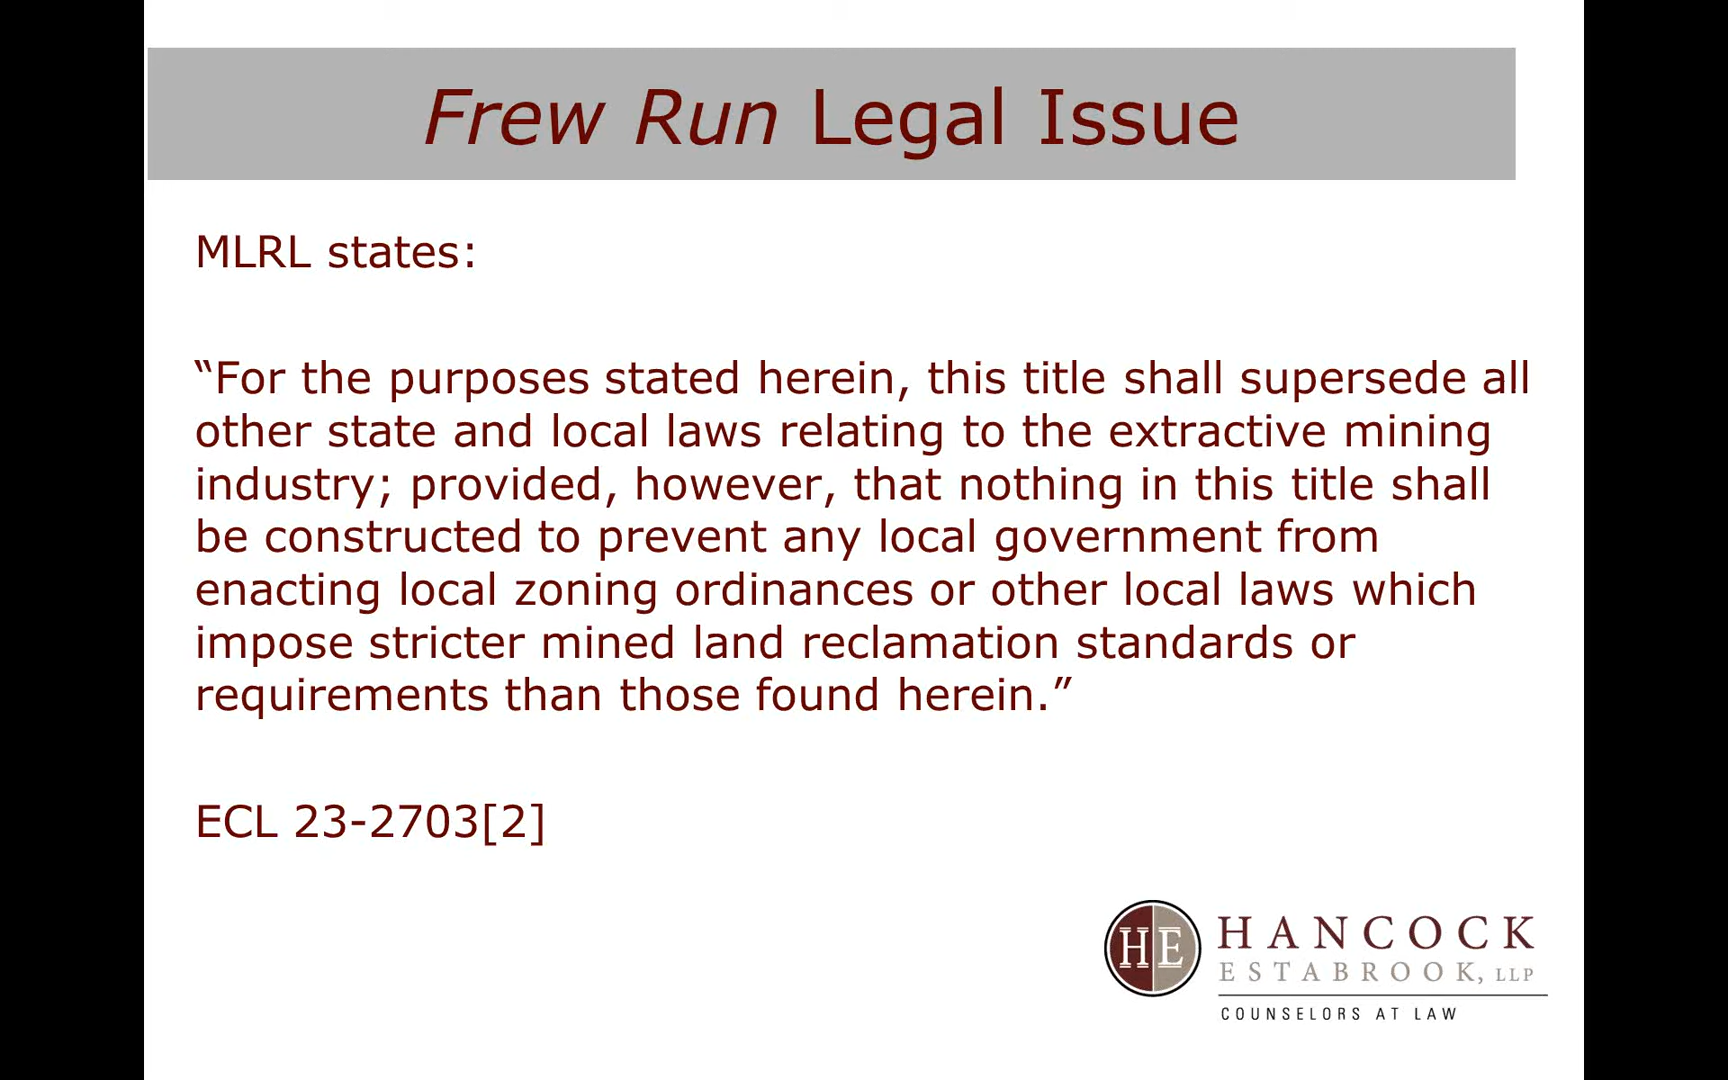 Frew Run Legal Issue
MLRL states:
“For the purposes stated herein, this title shall supersede all
other state and local laws relating to the extractive mining
industry; provided, however, that nothing in this title shall
be constructed to prevent any local government from
enacting local zoning ordinances or other local laws which
impose stricter mined land reclamation standards or
requirements than those found herein.”
ECL 23-2703[2]
HE
HANCOCK
ESTABROOK, LLP
COUNSELORS AT LAW